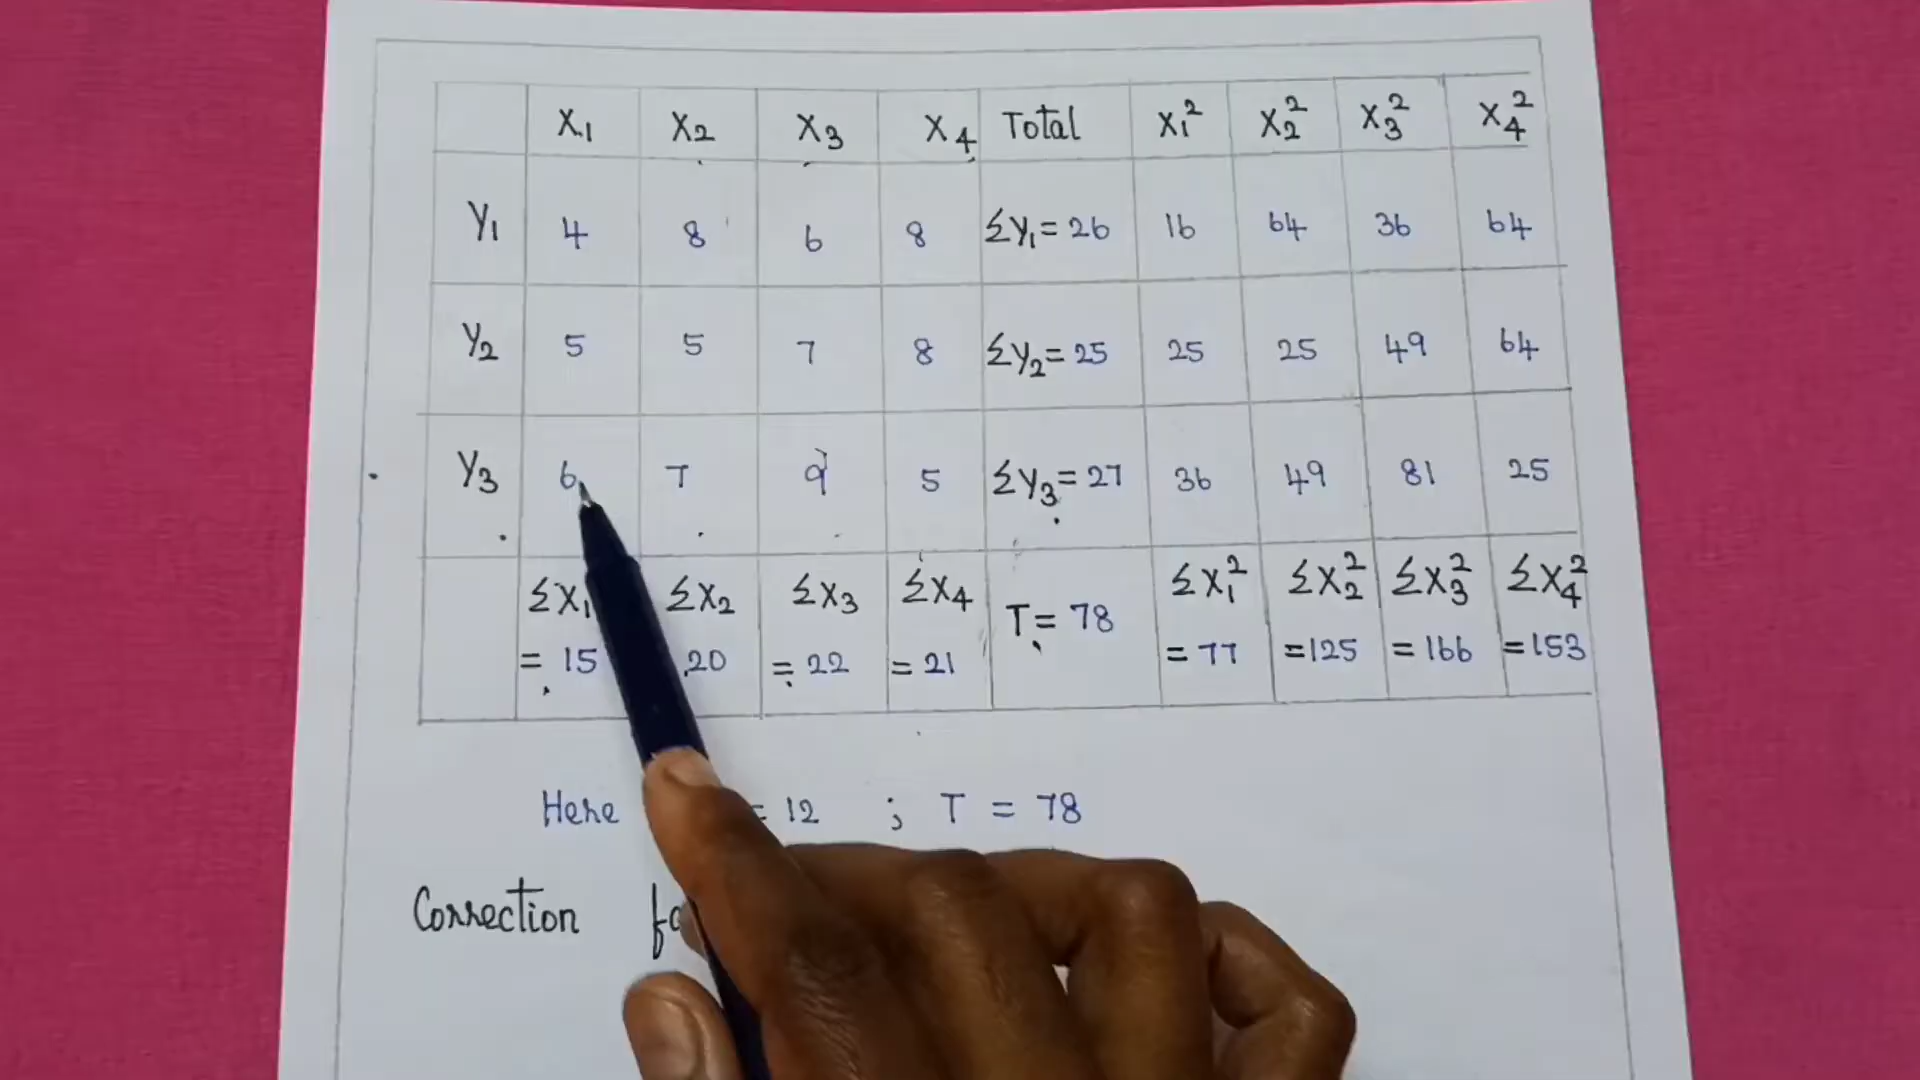 X₁ X₂ X₃ X₄ Total X₁² X₂² X₃² X₄²
Y₁ 4 8 6 8 ΣY₁ = 26 16 64 36 64
Y₂ 5 5 7 8 ΣY₂ = 25 25 25 49 64
Y₃ 6 7 9 5 ΣY₃ = 27 36 49 81 25
ΣX₁ ΣX₂ ΣX₃ ΣX₄ T = 78 ΣX₁² ΣX₂² ΣX₃² ΣX₄²
= 15 20 = 22 = 21 = 77 = 125 = 166 = 153
Here = 12 ; T = 78
Correction